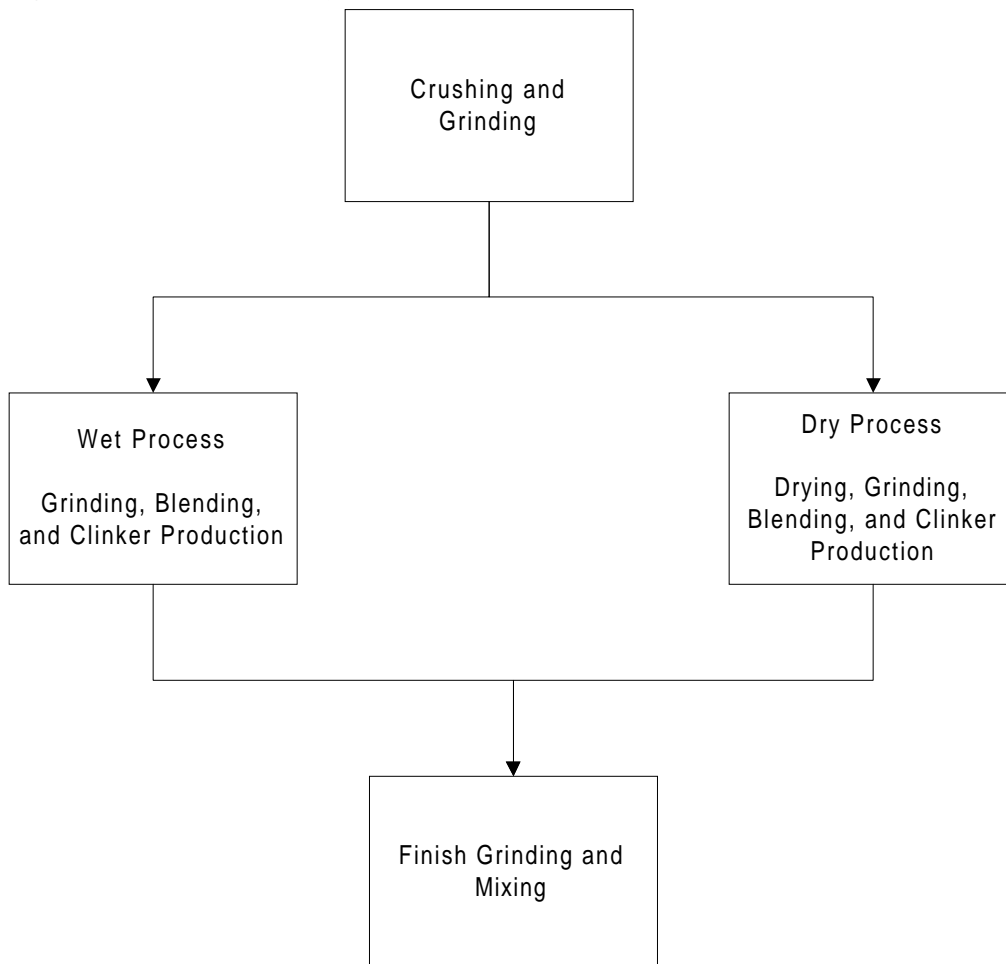 Crushing and
Grinding
Wet Process
Grinding, Blending,
and Clinker Production
Dry Process
Drying, Grinding,
Blending, and Clinker
Production
Finish Grinding and
Mixing